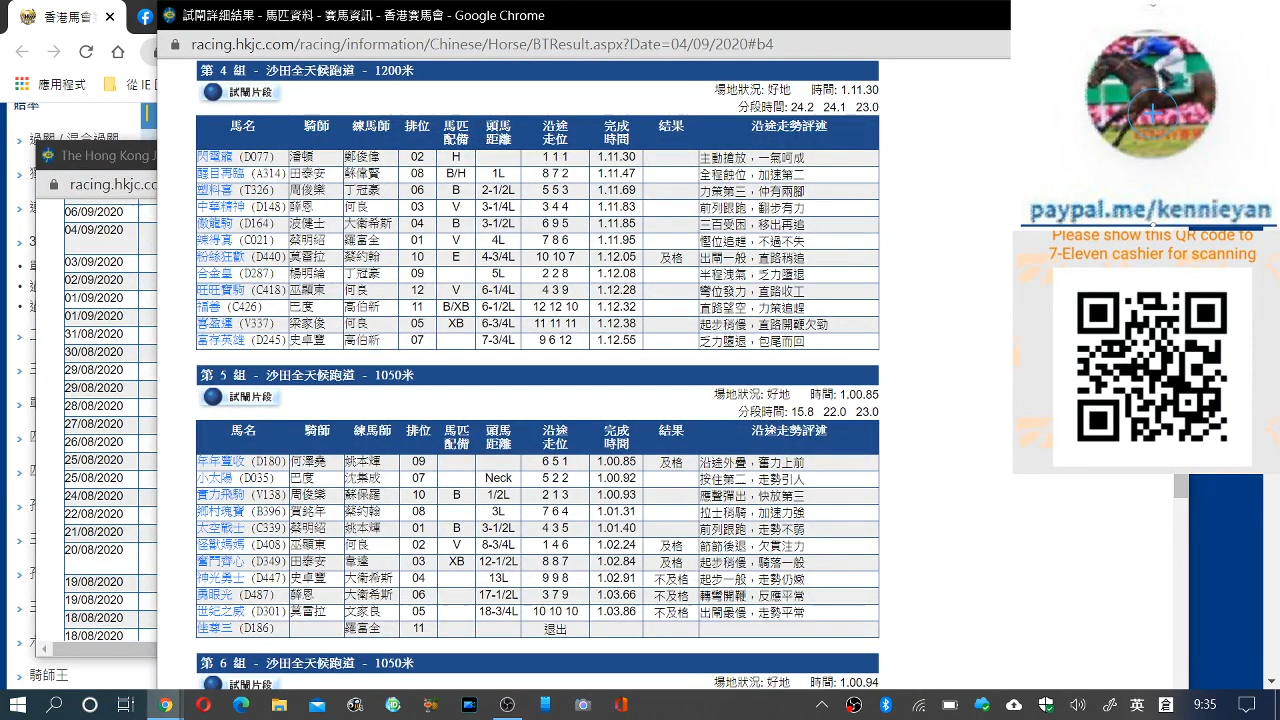 香港賽馬會
試閘詳細結果 - 馬匹資料 - 賽馬資訊 - 香港賽馬會 - Google Chrome
racing.hkjc.com/racing/information/Chinese/Horse/BTResult.aspx?Date=04/09/2020#b4
應用程式
從 IE
賠率
過關 / 混合過關
The Hong Kong J
racing.hkjc.co
06/09/2020
04/09/2020
03/09/2020
02/09/2020
01/09/2020
01/09/2020
31/08/2020
30/08/2020
29/08/2020
29/08/2020
28/08/2020
27/08/2020
26/08/2020
25/08/2020
25/08/2020
24/08/2020
22/08/2020
21/08/2020
20/08/2020
19/08/2020
19/08/2020
18/08/2020
18/08/2020
騎師王
第 4 組 - 沙田全天候跑道 - 1200米
試閘片段
場地狀況: 好地 時間: 1.11.30
分段時間: 24.2 24.1 23.0
馬名 騎師 練馬師 排位 馬匹配備 頭馬距離 沿途走位 完成時間 結果 沿途走勢評述
閃電龍 (D077) 潘頓 鄭俊偉 02 H 1 1 1 1.11.30 主動搶放，一氣呵成
醒目再臨 (A314) 田泰安 蘇偉賢 08 B/H 1L 8 7 2 1.11.47 全程蝕位，加速第二
塑料喜 (T326) 周俊樂 丁冠豪 06 B 2-1/2L 5 5 3 1.11.69 力策第三，仲有兩腳
中華精神 (D148) 薛恩 何良 03 V 3-1/4L 3 4 4 1.11.83 前列跟跑，翻步有力
傲龍駒 (D164) 波健士 大衛希斯 04 B 3-1/2L 6 9 5 1.11.85 三百受困，移出再追
錶得真 (C021) 蔡明紹 羅富全 01 V 4L 7 8 6 1.11.95 慳位追趕，不過不失
粉絲狂歡 (D440) 莫雷拉 蔡約翰 10 E 4-3/4L 10 10 7 1.12.05 及格 出閘一般，直路稍追
合金皇 (D287) 楊明綸 丁冠豪 09 5L 2 2 8 1.12.08 半程淺氣，乏力墮退
旺旺寶駒 (C418) 巫顯東 何良 12 V 6-1/4L 4 3 9 1.12.28 彎位發力，直路收工
福善 (C426) 巴度 高伯新 11 B/XB 6-1/2L 12 12 10 1.12.32 直路望空，力策追趕
喜盈運 (V337) 梁家俊 何良 05 XB 6-3/4L 11 11 11 1.12.38 起步稍慢，直路開鞭欠勁
富存英雄 (D245) 史卓豐 高伯新 07 7-3/4L 9 6 12 1.12.55 乏力墮退，包尾而回
第 5 組 - 沙田全天候跑道 - 1050米
試閘片段
場地狀況: 好地 時間: 1.00.85
分段時間: 15.8 22.0 23.0
馬名 騎師 練馬師 排位 馬匹配備 頭馬距離 沿途走位 完成時間 結果 沿途走勢評述
年年豐收 (D180) 何澤堯 姚本輝 09 6 5 1 1.00.85 及格 沿途外疊，奮力上前
小太陽 (D035) 巴度 沈集成 07 Neck 5 2 2 1.00.92 按住第二，走勢引人
實力飛駒 (V138) 周俊樂 蘇保羅 10 B 1/2L 2 1 3 1.00.93 應聲彈出，快放第三
鄉村瑰寶 (B396) 賀銘年 蔡約翰 08 3L 7 6 4 1.01.31 拉士稍騎，加速力強
太空戰士 (C339) 蔡明紹 姚本輝 01 B 3-1/2L 4 3 5 1.01.40 前列跟跑，走勢不弱
怪獸媽媽 (D408) 巫顯東 何良 02 V 8-3/4L 1 4 6 1.02.24 及格 節節後退，欠貫注力
奮鬥齊心 (D349) 田泰安 韋達 03 XB 12-1/2L 8 8 7 1.02.84 及格 起步稍慢，騎落一般
神光勇士 (D447) 史卓豐 大衛希斯 04 13L 9 9 8 1.02.91 不及格 起步一般，走勢仍嫩
勇眼光 (D487) 薛恩 大衛希斯 06 17-1/2L 3 7 9 1.03.66 不及格 轉彎開鞭，反應平常
世紀之威 (D301) 莫雷拉 文家良 05 18-3/4L 10 10 10 1.03.86 不及格 出閘最慢，走勢平常
佳尊三 (D186) 羅富全 11 退出
第 6 組 - 沙田全天候跑道 - 1050米
試閘片段
場地狀況: 好地 時間: 1.00.94
paypal.me/kennieyan
Please show this QR code to
7-Eleven cashier for scanning
英
9:35